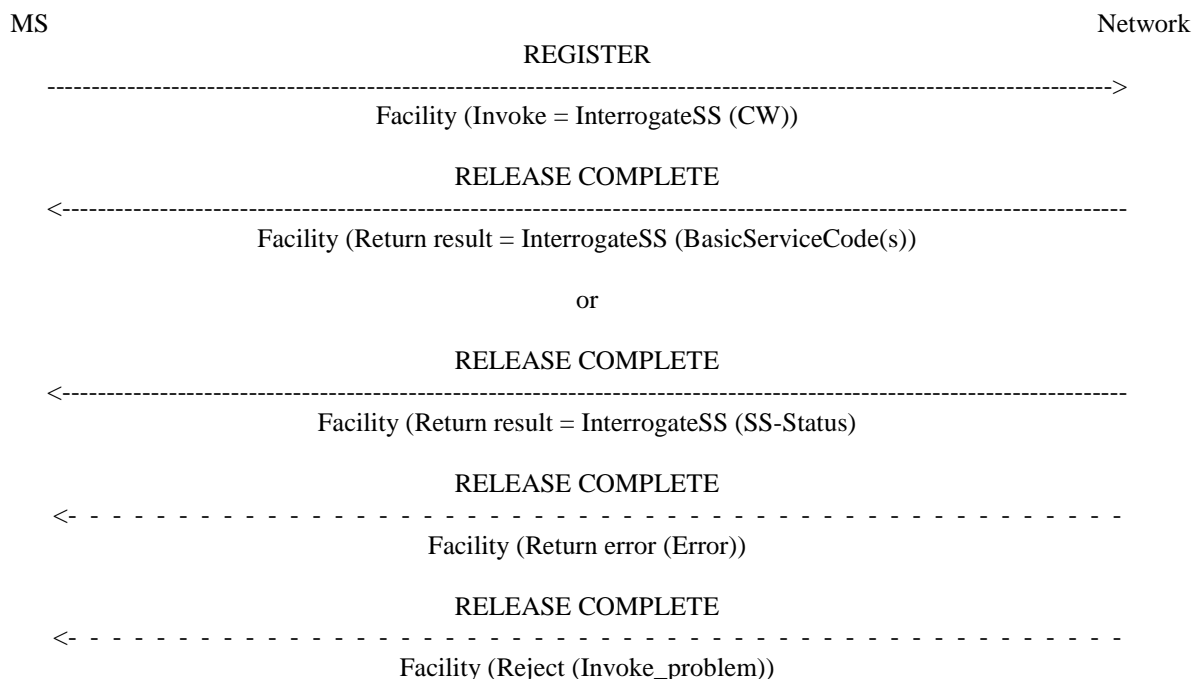 MS Network
REGISTER
------------------------------------------------------------------------------------------------------------------------>
Facility (Invoke = InterrogateSS (CW))
RELEASE COMPLETE
<------------------------------------------------------------------------------------------------------------------------
Facility (Return result = InterrogateSS (BasicServiceCode(s))
or
RELEASE COMPLETE
<------------------------------------------------------------------------------------------------------------------------
Facility (Return result = InterrogateSS (SS-Status)
RELEASE COMPLETE
<- - - - - - - - - - - - - - - - - - - - - - - - - - - - - - - - - - - - - - - - - - - - -
Facility (Return error (Error))
RELEASE COMPLETE
<- - - - - - - - - - - - - - - - - - - - - - - - - - - - - - - - - - - - - - - - - - - - -
Facility (Reject (Invoke_problem))